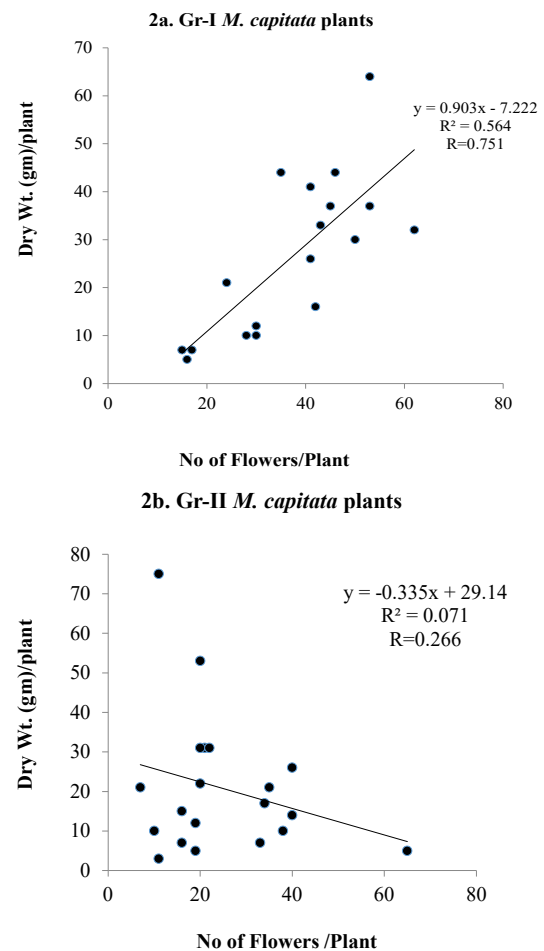 2a. Gr-I M. capitata plants
70
60
50
40
30
20
10
0
Dry Wt. (gm)/plant
y = 0.903x - 7.222
R² = 0.564
R=0.751
0 20 40 60 80
No of Flowers/Plant
2b. Gr-II M. capitata plants
80
70
60
50
40
30
20
10
0
Dry Wt. (gm)/plant
y = -0.335x + 29.14
R² = 0.071
R=0.266
0 20 40 60 80
No of Flowers /Plant